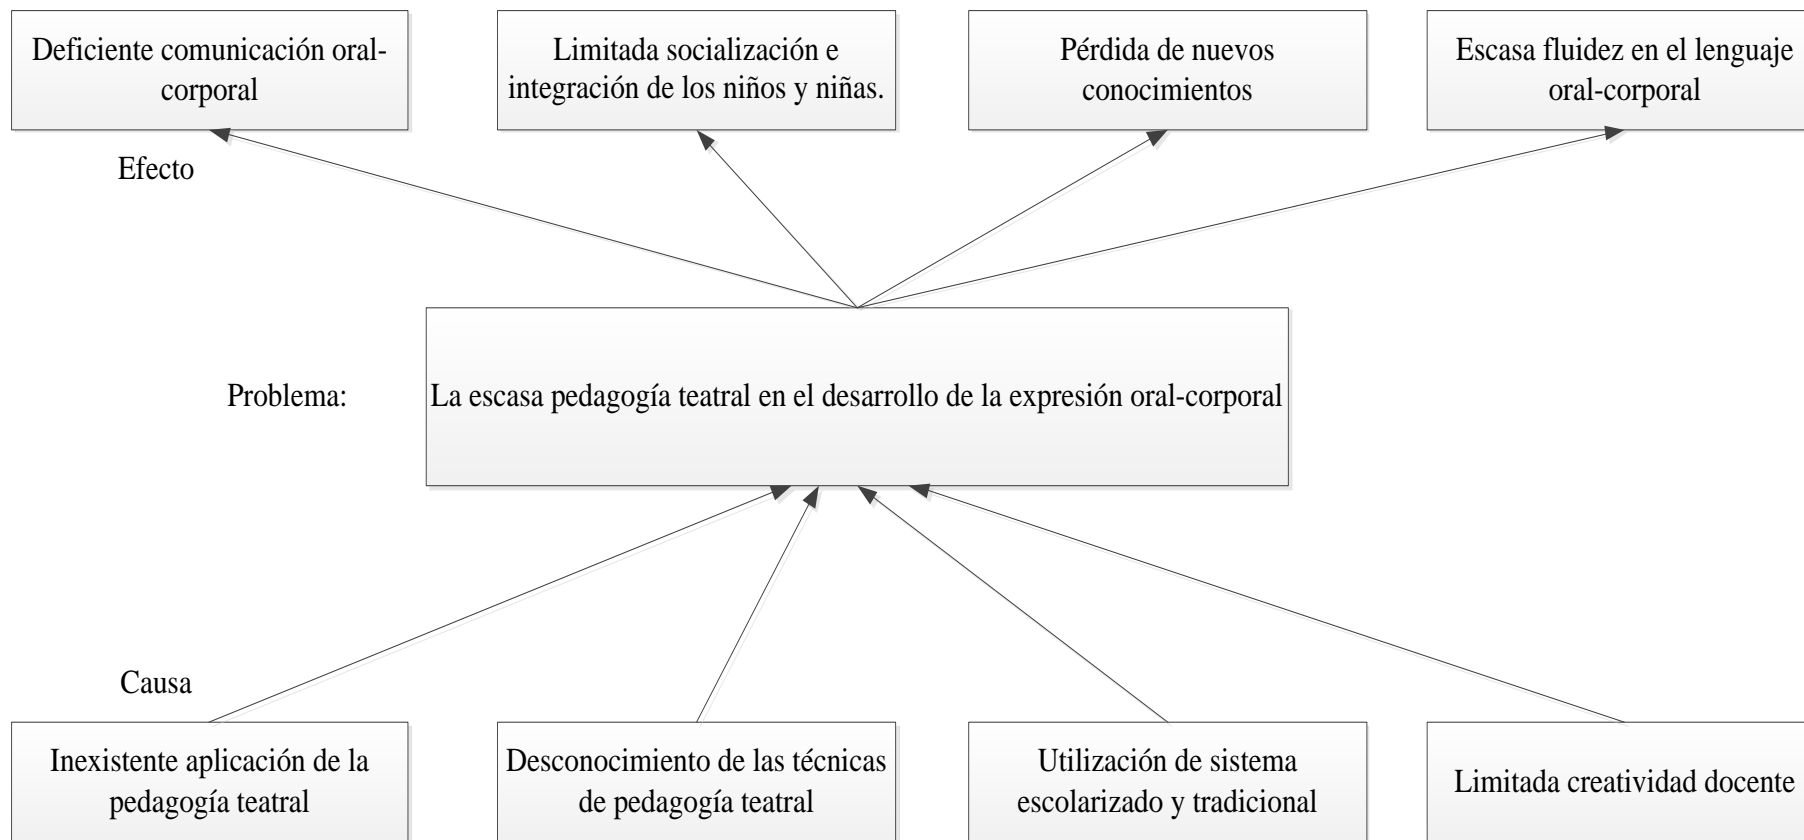 Deficiente comunicación oral-
corporal
Limitada socialización e
integración de los niños y niñas.
Pérdida de nuevos
conocimientos
Escasa fluidez en el lenguaje
oral-corporal
Efecto
Problema:
La escasa pedagogía teatral en el desarrollo de la expresión oral-corporal
Causa
Inexistente aplicación de la
pedagogía teatral
Desconocimiento de las técnicas
de pedagogía teatral
Utilización de sistema
escolarizado y tradicional
Limitada creatividad docente